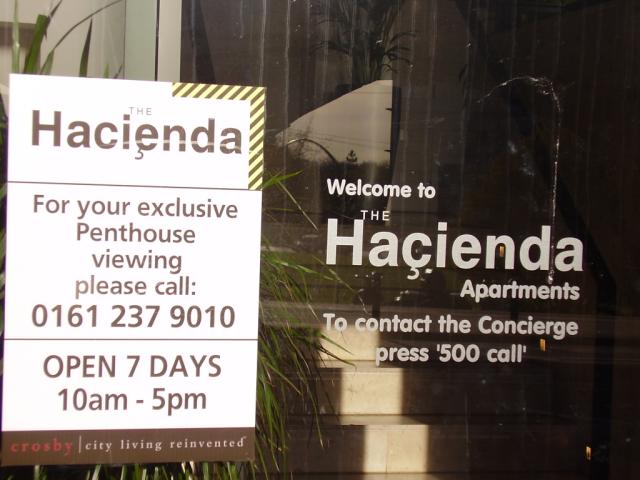 THE
Haçienda
For your exclusive
Penthouse
viewing
please call:
0161 237 9010
OPEN 7 DAYS
10am - 5pm
crosby | city living reinvented
Welcome to
THE
Haçienda
Apartments
To contact the Concierge
press '500 call'